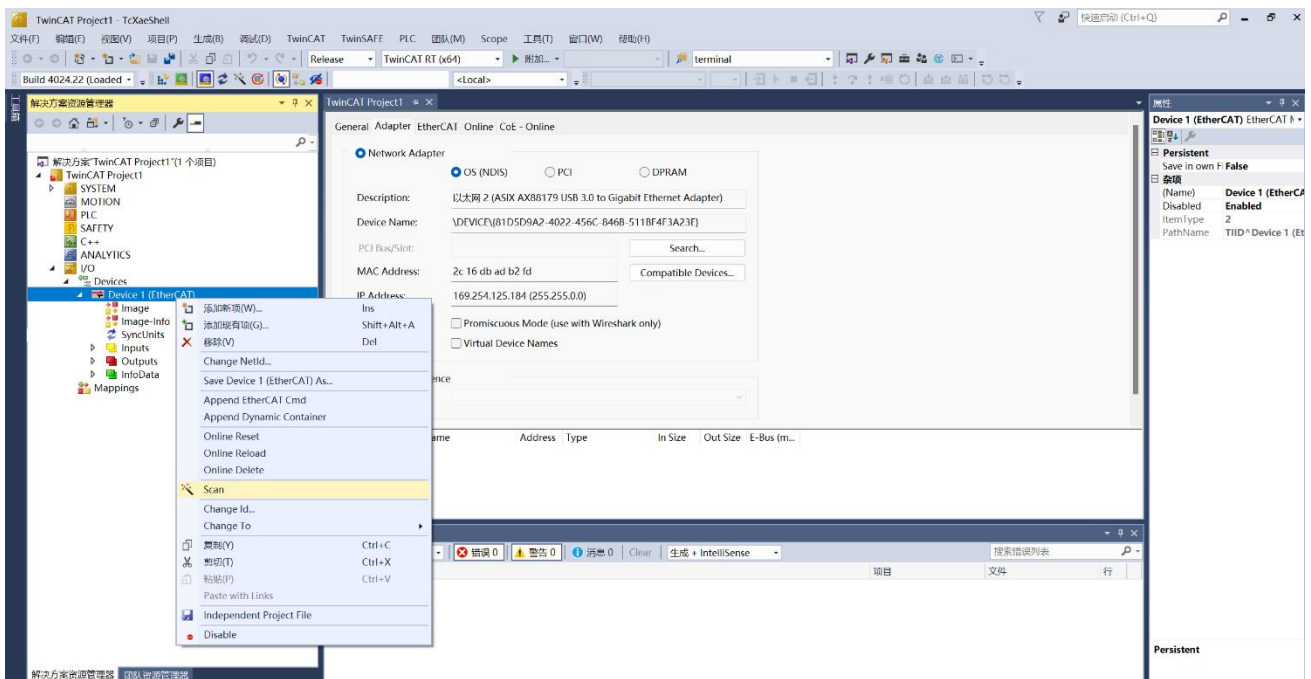 TwinCAT Project1 - TcXaeShell
快速启动 (Ctrl+Q)
文件(F) 编辑(E) 视图(V) 项目(P) 生成(B) 调试(D) TwinCAT TwinSAFE PLC 团队(M) Scope 工具(T) 窗口(W) 帮助(H)
Release TwinCAT RT (x64) 附加... terminal
Build 4024.22 (Loaded <Local>
工具箱
解决方案资源管理器
解决方案"TwinCAT Project1"(1 个项目)
TwinCAT Project1
SYSTEM
MOTION
PLC
SAFETY
C++
ANALYTICS
I/O
Devices
Device 1 (EtherCAT)
Image
Image-Info
SyncUnits
Inputs
Outputs
InfoData
Mappings
添加新项(W)... Ins
添加现有项(G)... Shift+Alt+A
移除(V) Del
Change NetId...
Save Device 1 (EtherCAT) As...
Append EtherCAT Cmd
Append Dynamic Container
Online Reset
Online Reload
Online Delete
Scan
Change Id...
Change To
复制(Y) Ctrl+C
剪切(T) Ctrl+X
粘贴(P) Ctrl+V
Paste with Links
Independent Project File
Disable
解决方案资源管理器 团队资源管理器
TwinCAT Project1
General Adapter EtherCAT Online CoE - Online
Network Adapter
OS (NDIS) PCI DPRAM
Description: 以太网 2 (ASIX AX88179 USB 3.0 to Gigabit Ethernet Adapter)
Device Name: \DEVICE\{81D5D9A2-4022-456C-846B-511BF4F3A23E}
PCI Bus/Slot: Search...
MAC Address: 2c 16 db ad b2 fd Compatible Devices...
IP Address: 169.254.125.184 (255.255.0.0)
Promiscuous Mode (use with Wireshark only)
Virtual Device Names
ence
ame Address Type In Size Out Size E-Bus (m...
错误 0 警告 0 消息 0 Clear 生成 + IntelliSense 搜索错误列表
项目 文件 行
属性
Device 1 (EtherCAT) EtherCAT
Persistent
Save in own Fi False
杂项
(Name) Device 1 (EtherCA
Disabled Enabled
ItemType 2
PathName TIID^Device 1 (Et
Persistent